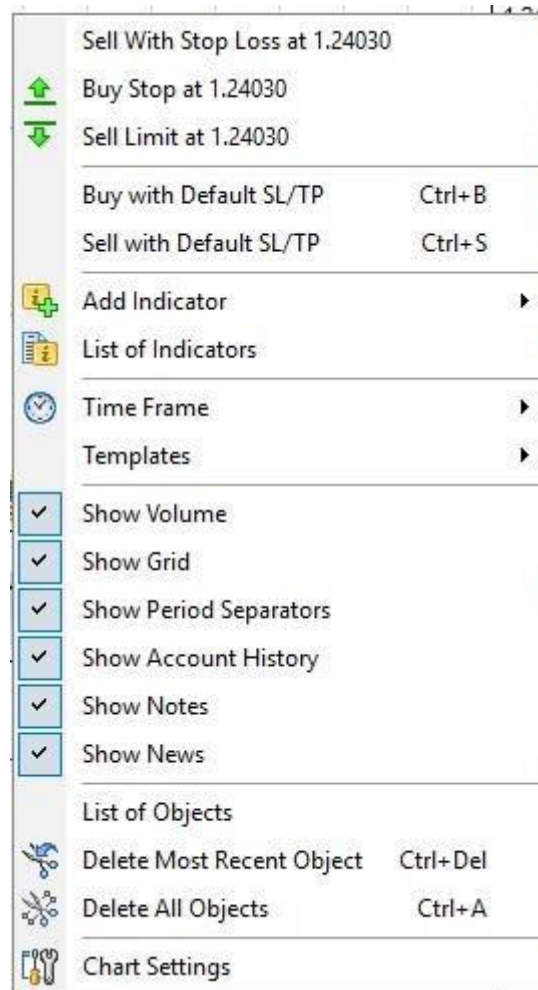 Sell With Stop Loss at 1.24030
Buy Stop at 1.24030
Sell Limit at 1.24030
Buy with Default SL/TP Ctrl+B
Sell with Default SL/TP Ctrl+S
Add Indicator
List of Indicators
Time Frame
Templates
Show Volume
Show Grid
Show Period Separators
Show Account History
Show Notes
Show News
List of Objects
Delete Most Recent Object Ctrl+Del
Delete All Objects Ctrl+A
Chart Settings